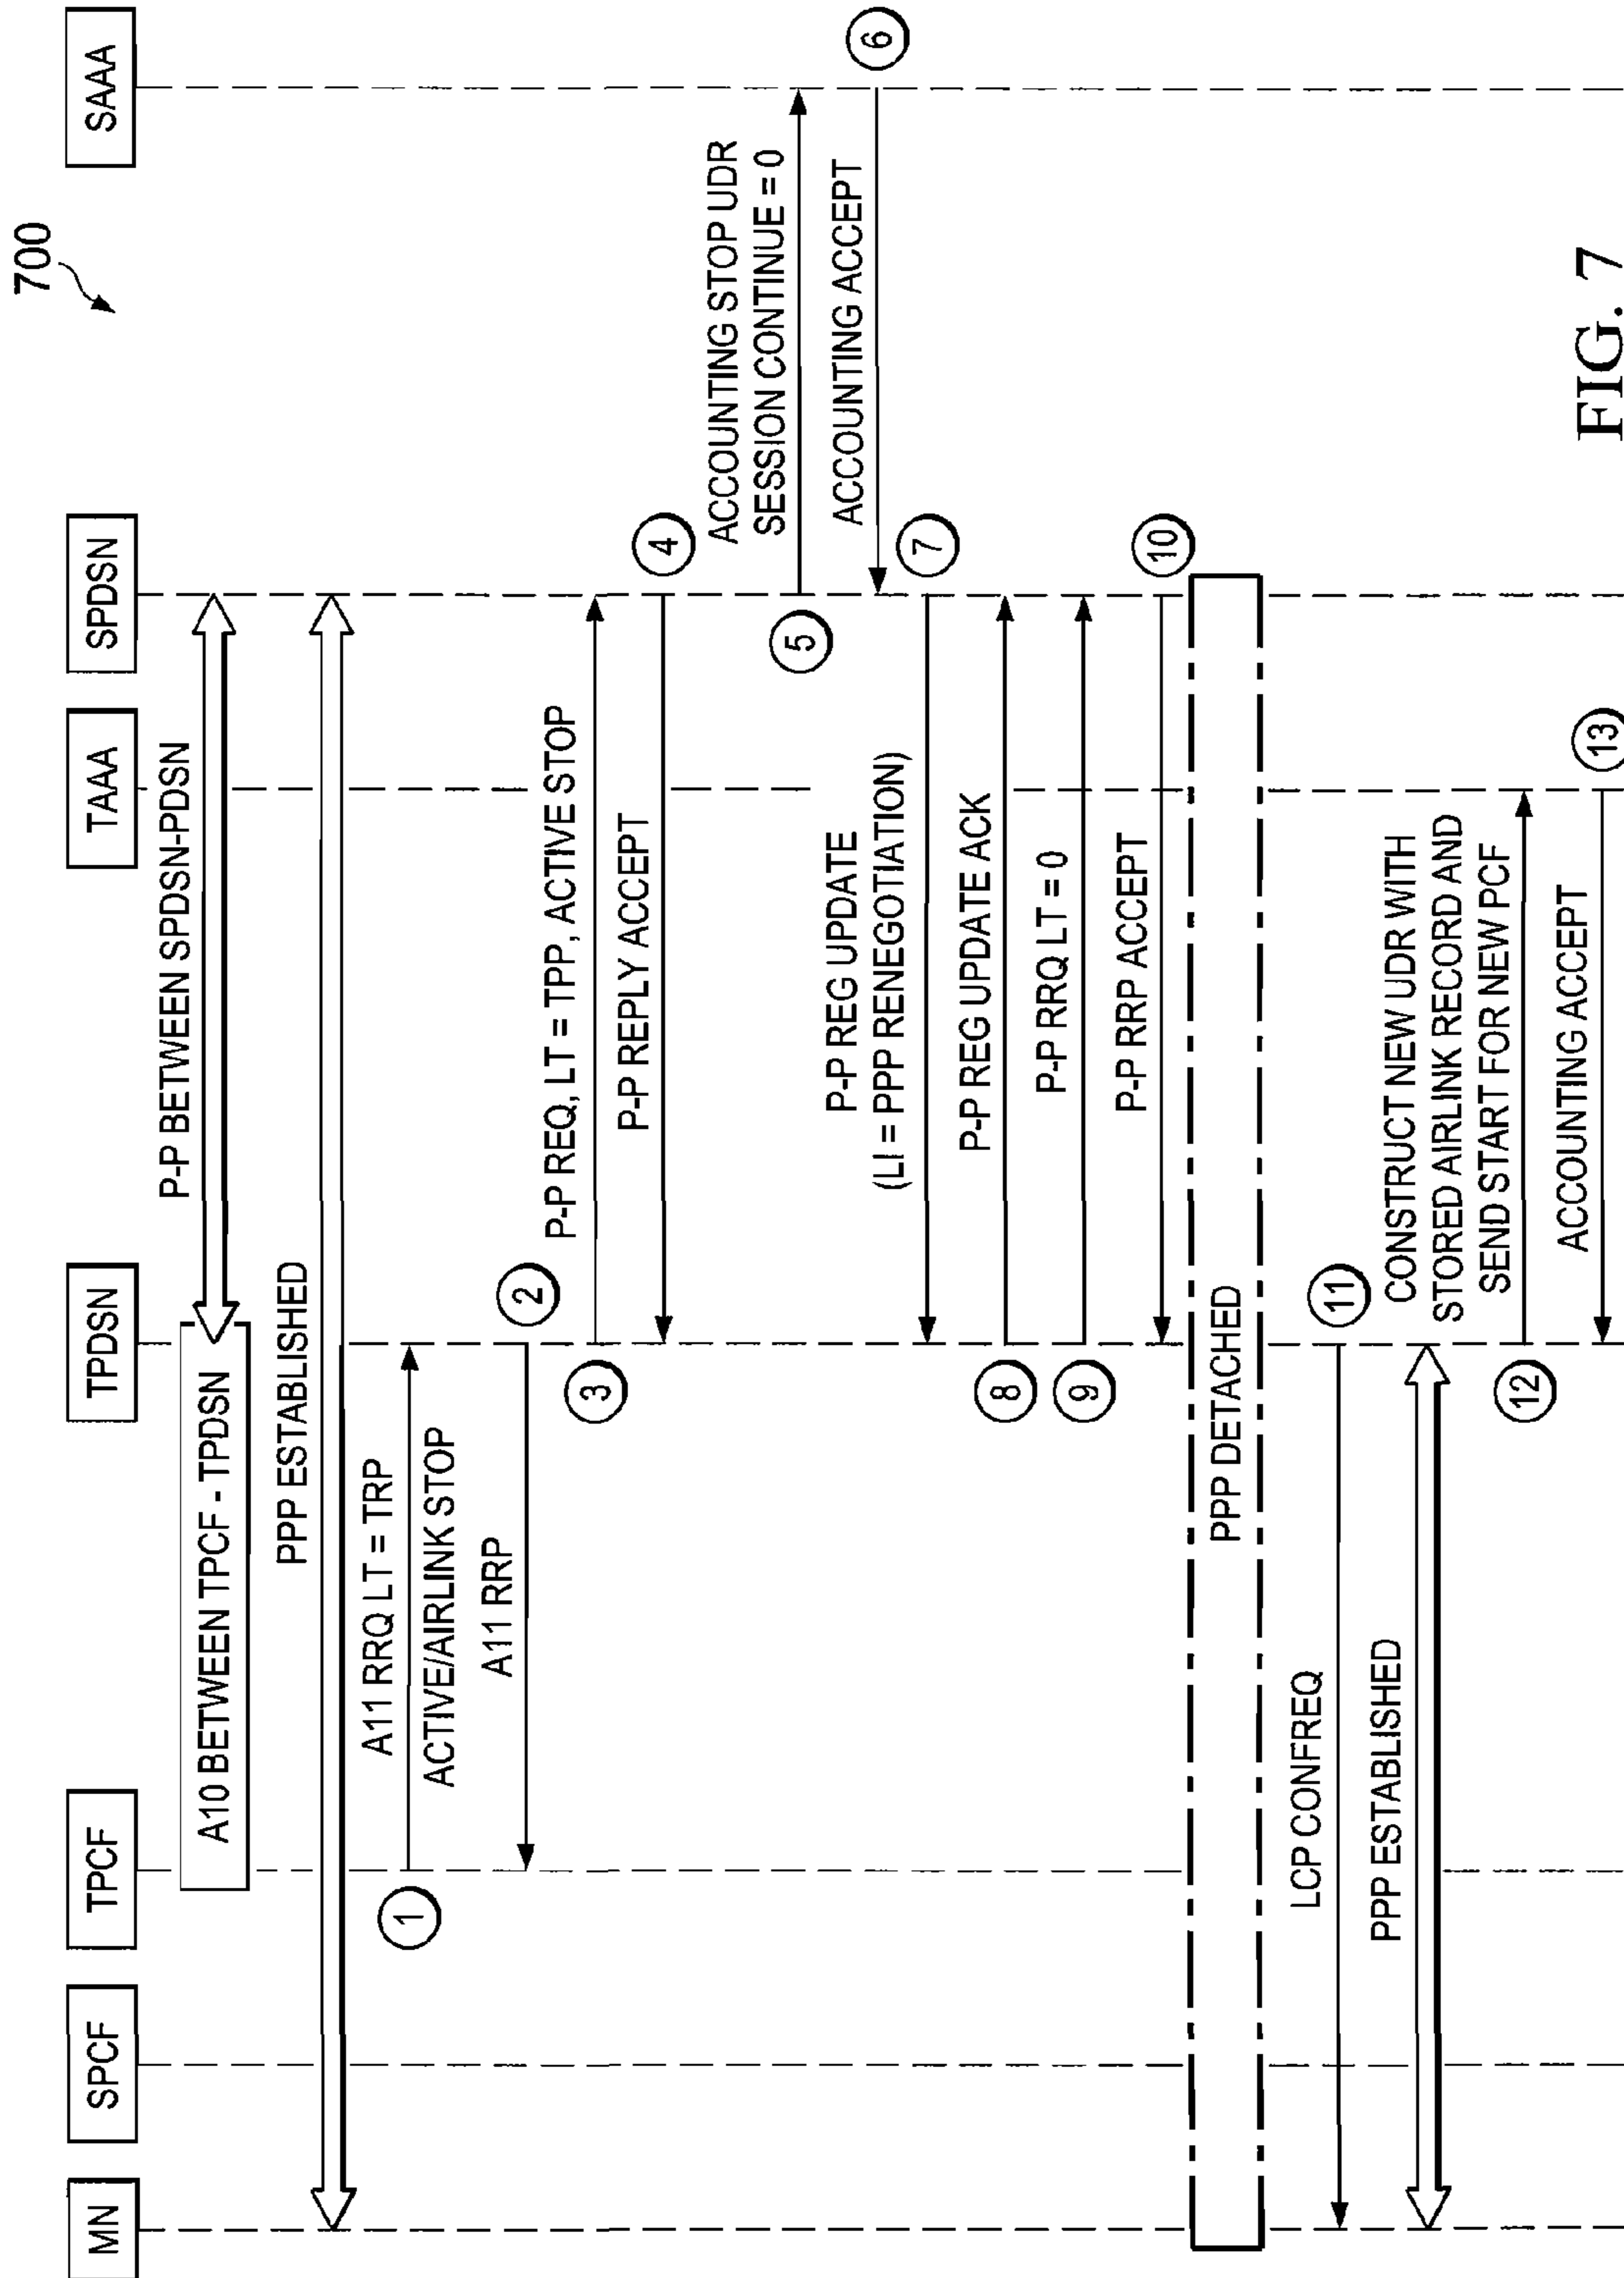 700
MN
SPCF
TPCF
TPDSN
TAAA
SPDSN
SAAA
P-P BETWEEN SPDSN-PDSN
A10 BETWEEN TPCF - TPDSN
PPP ESTABLISHED
A11 RRQ LT = TRP
ACTIVE/AIRLINK STOP
1
A11 RRP
2
P-P REQ, LT = TPP, ACTIVE STOP
3
P-P REPLY ACCEPT
4
ACCOUNTING STOP UDR
SESSION CONTINUE = 0
5
ACCOUNTING ACCEPT
6
P-P REG UPDATE
(LI = PPP RENEGOTIATION)
7
P-P REG UPDATE ACK
8
P-P RRQ LT = 0
9
P-P RRP ACCEPT
10
PPP DETACHED
LCP CONFREQ
11
PPP ESTABLISHED
CONSTRUCT NEW UDR WITH
STORED AIRLINK RECORD AND
SEND START FOR NEW PCF
12
ACCOUNTING ACCEPT
13
FIG. 7